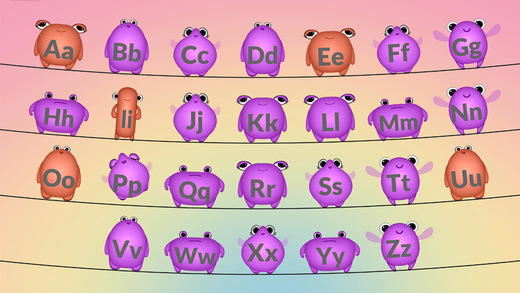 Aa Bb Cc Dd Ee Ff Gg
Hh Ii Jj Kk Ll Mm Nn
Oo Pp Qq Rr Ss Tt Uu
Vv Ww Xx Yy Zz